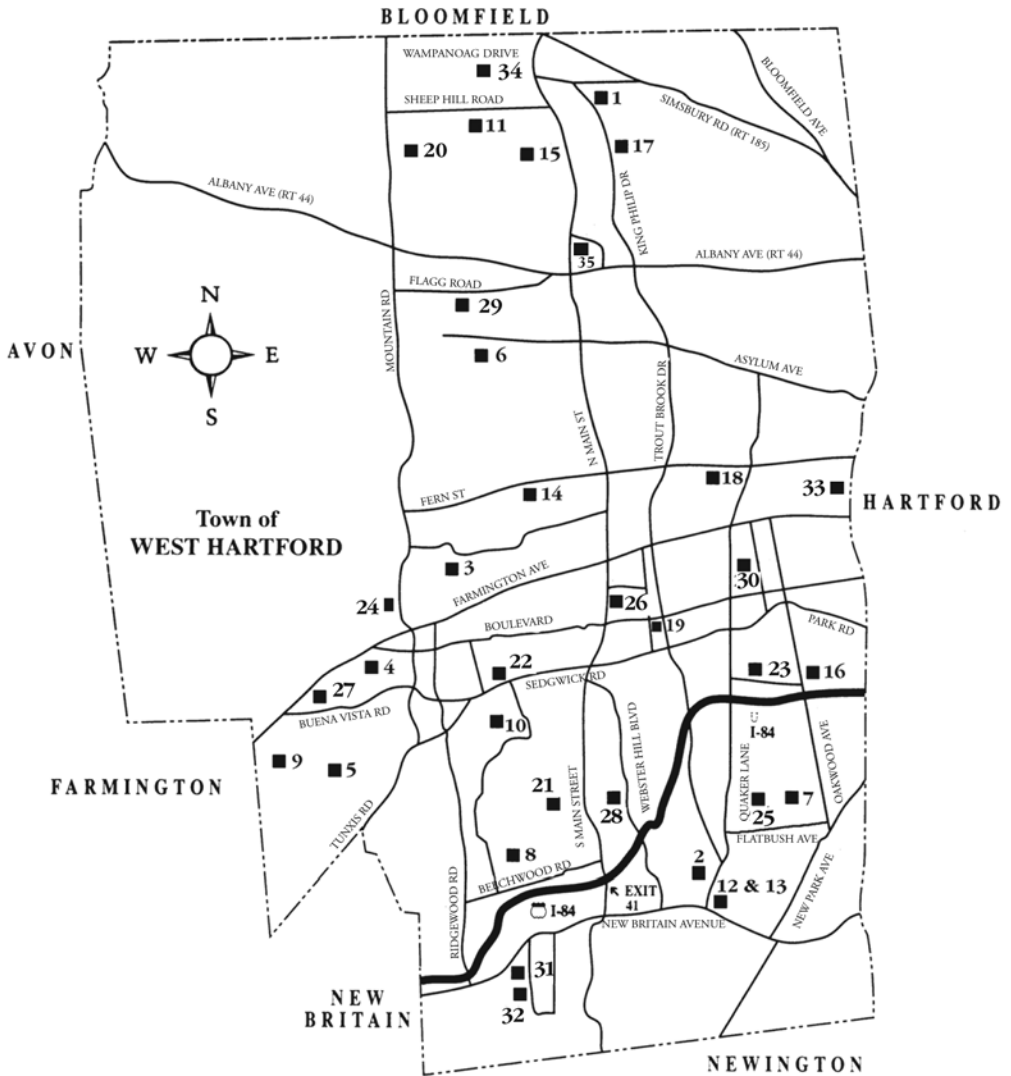 BLOOMFIELD
WAMPANOAG DRIVE
34
BLOOMFIELD AVE
SHEEP HILL ROAD
1
SIMSBURY RD (RT 185)
11
20
15
17
ALBANY AVE (RT 44)
KING PHILIP DR
35
ALBANY AVE (RT 44)
FLAGG ROAD
29
N
AVON
W
E
S
MOUNTAIN RD
6
ASYLUM AVE
TROUT BROOK DR
N MAIN ST
18
33
HARTFORD
FERN ST
14
Town of
WEST HARTFORD
3
FARMINGTON AVE
30
24
26
BOULEVARD
19
PARK RD
4
22
23
16
SEDGWICK RD
27
BUENA VISTA RD
10
WEBSTER HILL BLVD
I-84
9
5
FARMINGTON
TUNXIS RD
21
S MAIN STREET
28
QUAKER LANE
25
7
OAKWOOD AVE
FLATBUSH AVE
8
2
BEECHWOOD RD
12 & 13
EXIT
41
NEW PARK AVE
RIDGEWOOD RD
I-84
NEW BRITAIN AVENUE
31
32
NEW
BRITAIN
NEWINGTON